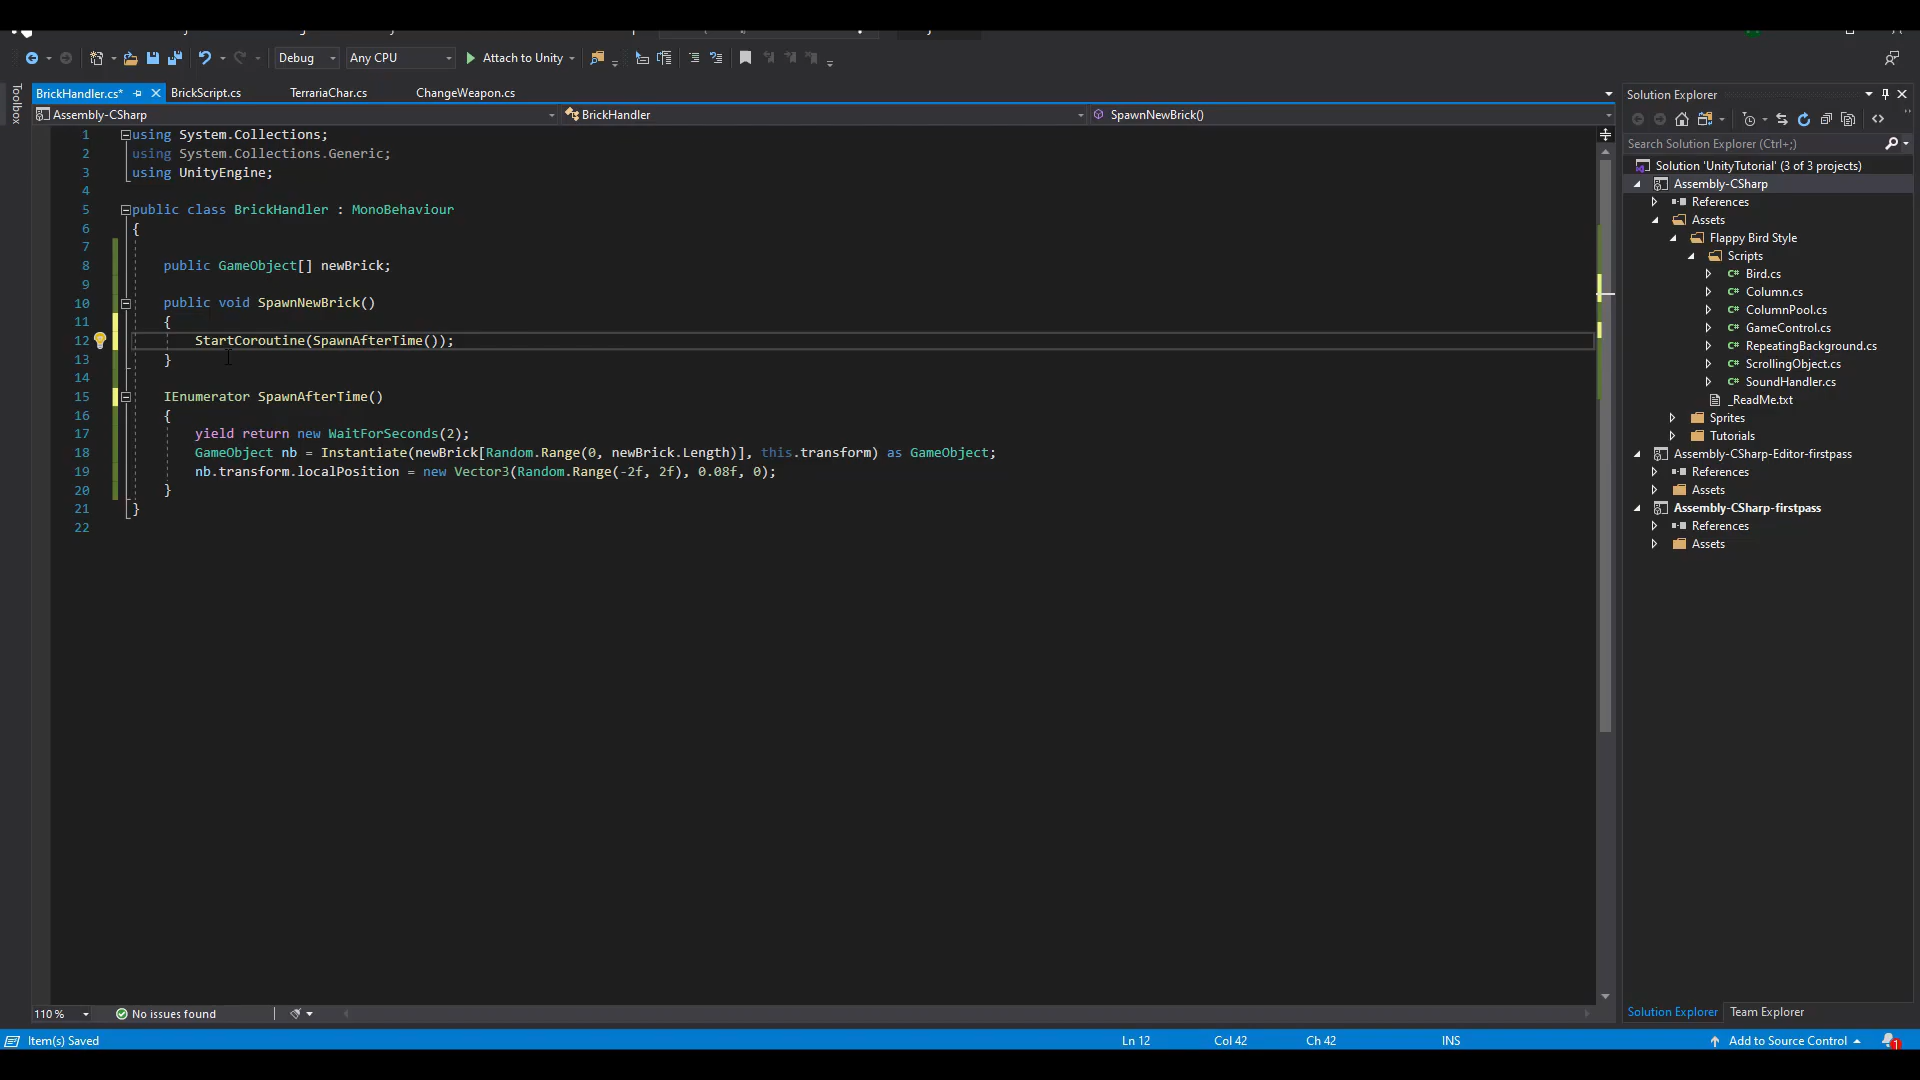 Debug Any CPU Attach to Unity
BrickHandler.cs* BrickScript.cs TerrariaChar.cs ChangeWeapon.cs
Toolbox
Assembly-CSharp BrickHandler SpawnNewBrick()
1 using System.Collections;
2 using System.Collections.Generic;
3 using UnityEngine;
4
5 public class BrickHandler : MonoBehaviour
6 {
7
8 public GameObject[] newBrick;
9
10 public void SpawnNewBrick()
11 {
12 StartCoroutine(SpawnAfterTime());
13 }
14
15 IEnumerator SpawnAfterTime()
16 {
17 yield return new WaitForSeconds(2);
18 GameObject nb = Instantiate(newBrick[Random.Range(0, newBrick.Length)], this.transform) as GameObject;
19 nb.transform.localPosition = new Vector3(Random.Range(-2f, 2f), 0.08f, 0);
20 }
21 }
22
110 % No issues found
Solution Explorer
Search Solution Explorer (Ctrl+;)
Solution 'UnityTutorial' (3 of 3 projects)
Assembly-CSharp
References
Assets
Flappy Bird Style
Scripts
C# Bird.cs
C# Column.cs
C# ColumnPool.cs
C# GameControl.cs
C# RepeatingBackground.cs
C# ScrollingObject.cs
C# SoundHandler.cs
_ReadMe.txt
Sprites
Tutorials
Assembly-CSharp-Editor-firstpass
References
Assets
Assembly-CSharp-firstpass
References
Assets
Solution Explorer Team Explorer
Item(s) Saved Ln 12 Col 42 Ch 42 INS Add to Source Control 1